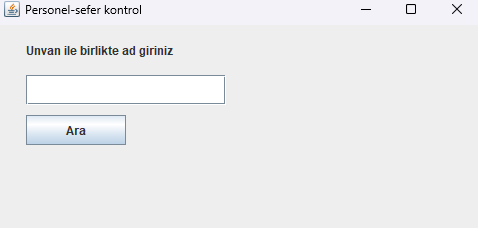 Personel-sefer kontrol
Unvan ile birlikte ad giriniz
Ara